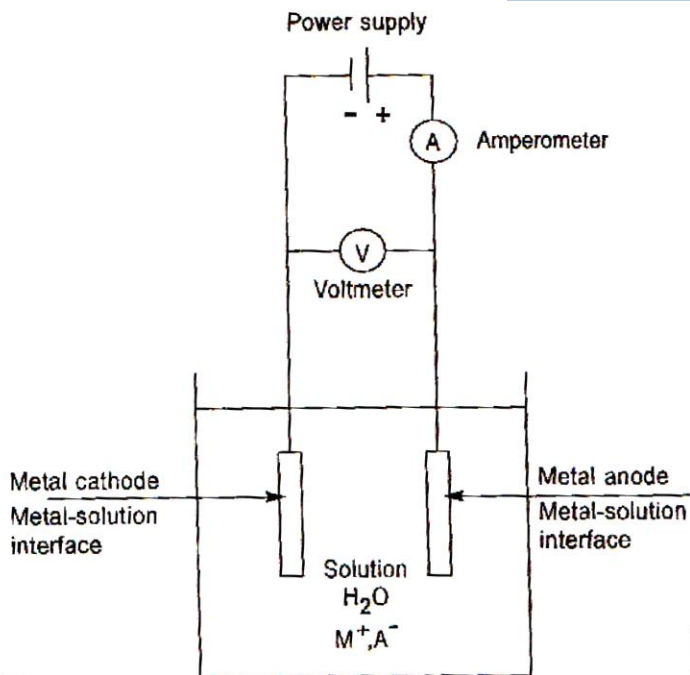 Power supply
- +
A
Amperometer
V
Voltmeter
Metal cathode
Metal-solution
interface
Metal anode
Metal-solution
interface
Solution
H₂O
M⁺,A⁻